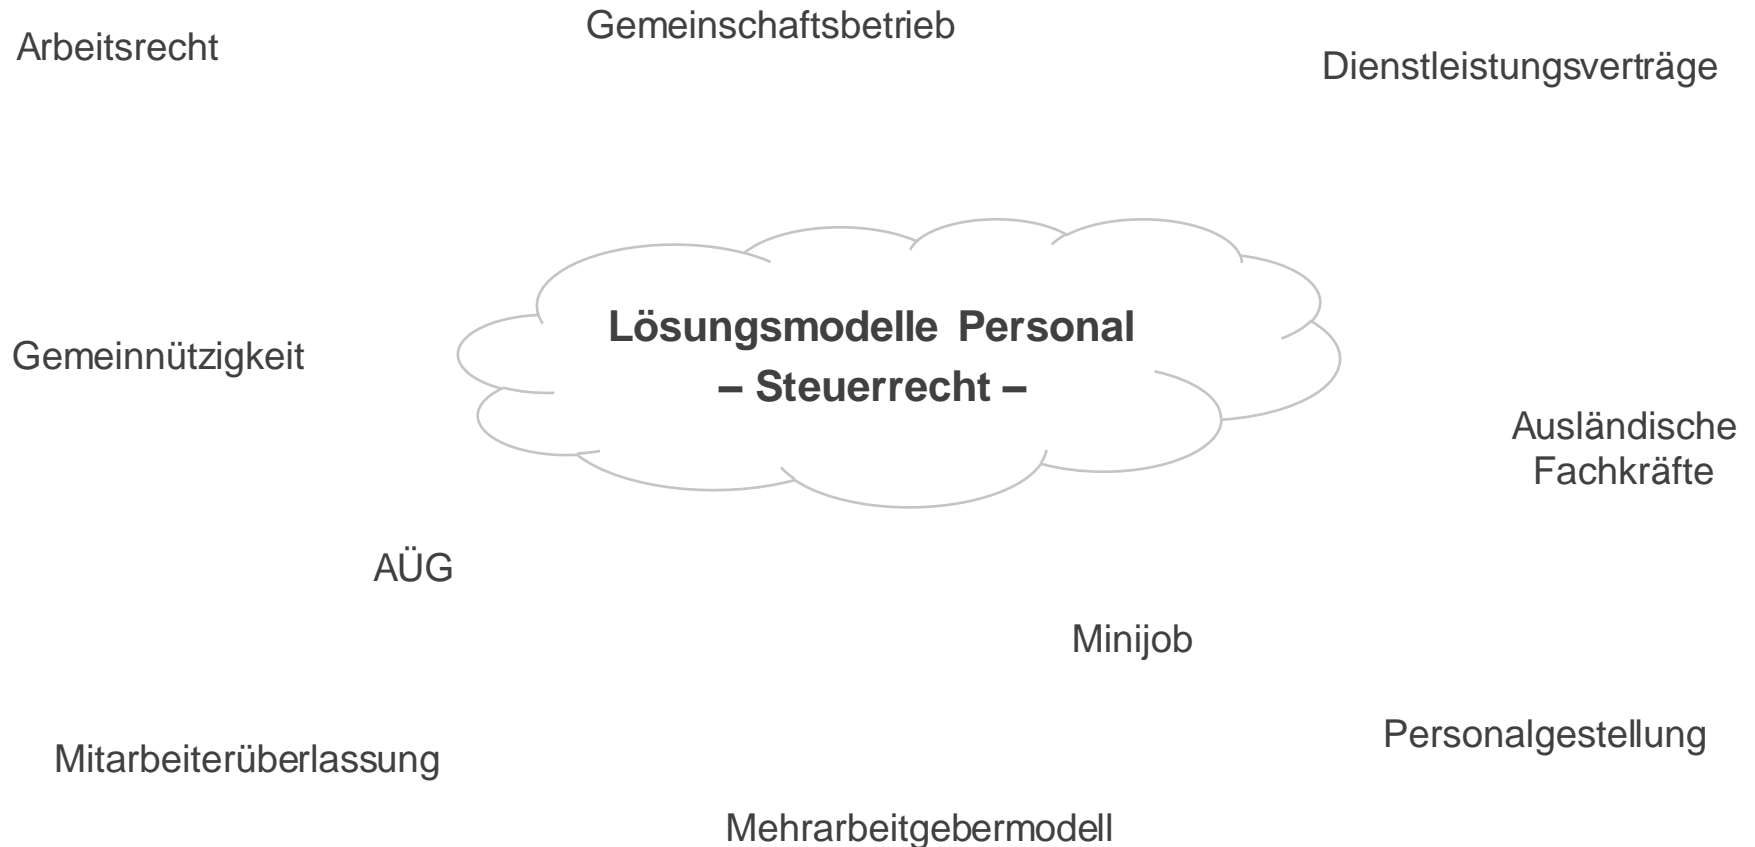 Gemeinschaftsbetrieb
Arbeitsrecht
Dienstleistungsverträge
Lösungsmodelle Personal
– Steuerrecht –
Gemeinnützigkeit
Ausländische
Fachkräfte
AÜG
Minijob
Personalgestellung
Mitarbeiterüberlassung
Mehrarbeitgebermodell